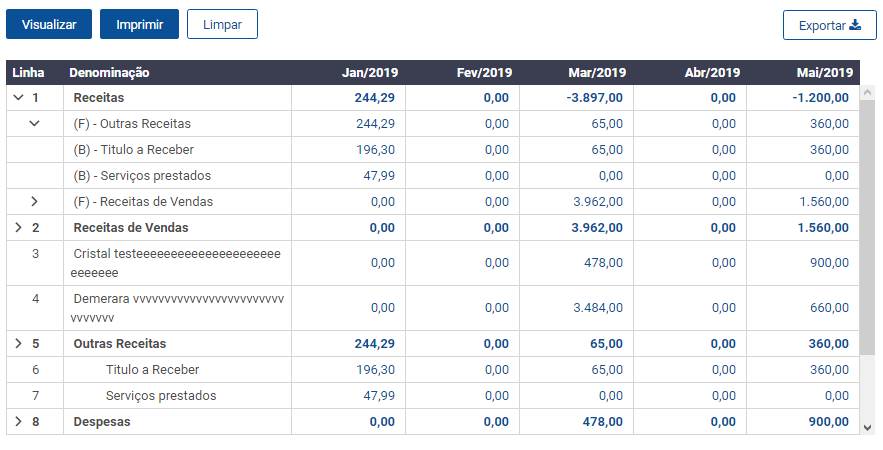 Visualizar Imprimir Limpar Exportar
Linha Denominação Jan/2019 Fev/2019 Mar/2019 Abr/2019 Mai/2019
1 Receitas 244,29 0,00 -3.897,00 0,00 -1.200,00
(F) - Outras Receitas 244,29 0,00 65,00 0,00 360,00
(B) - Titulo a Receber 196,30 0,00 65,00 0,00 360,00
(B) - Serviços prestados 47,99 0,00 0,00 0,00 0,00
(F) - Receitas de Vendas 0,00 0,00 3.962,00 0,00 1.560,00
2 Receitas de Vendas 0,00 0,00 3.962,00 0,00 1.560,00
3 Cristal testeeeeeeeeeeeeeeeeeeeee
eeeeeee 0,00 0,00 478,00 0,00 900,00
4 Demerara vvvvvvvvvvvvvvvvvvvvvvvv
vvvvvvv 0,00 0,00 3.484,00 0,00 660,00
5 Outras Receitas 244,29 0,00 65,00 0,00 360,00
6 Titulo a Receber 196,30 0,00 65,00 0,00 360,00
7 Serviços prestados 47,99 0,00 0,00 0,00 0,00
8 Despesas 0,00 0,00 478,00 0,00 900,00